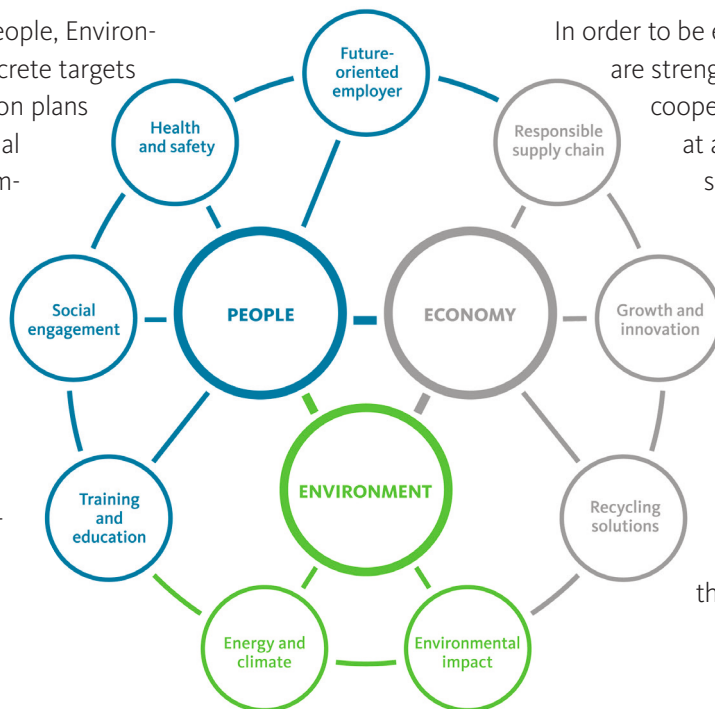 eople, Environ-
crete targets
on plans
al
m-
-
In order to be e
are streng
coope
at a
s
th
Future-
oriented
employer
Health
and safety
Responsible
supply chain
Social
engagement
PEOPLE
ECONOMY
Growth and
innovation
ENVIRONMENT
Training
and
education
Recycling
solutions
Energy and
climate
Environmental
impact